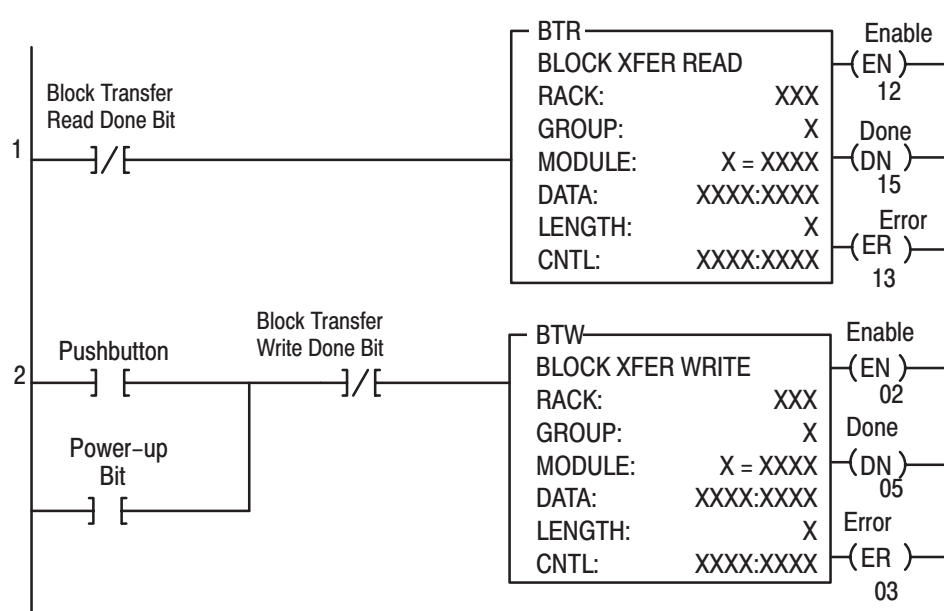 BTR
BLOCK XFER READ
RACK: XXX
GROUP: X
MODULE: X = XXXX
DATA: XXXX:XXXX
LENGTH: X
CNTL: XXXX:XXXX
Enable
(EN)
12
Done
(DN)
15
Error
(ER)
13
Block Transfer
Read Done Bit
1
Block Transfer
Write Done Bit
Pushbutton
2
Power-up
Bit
BTW
BLOCK XFER WRITE
RACK: XXX
GROUP: X
MODULE: X = XXXX
DATA: XXXX:XXXX
LENGTH: X
CNTL: XXXX:XXXX
Enable
(EN)
02
Done
(DN)
05
Error
(ER)
03